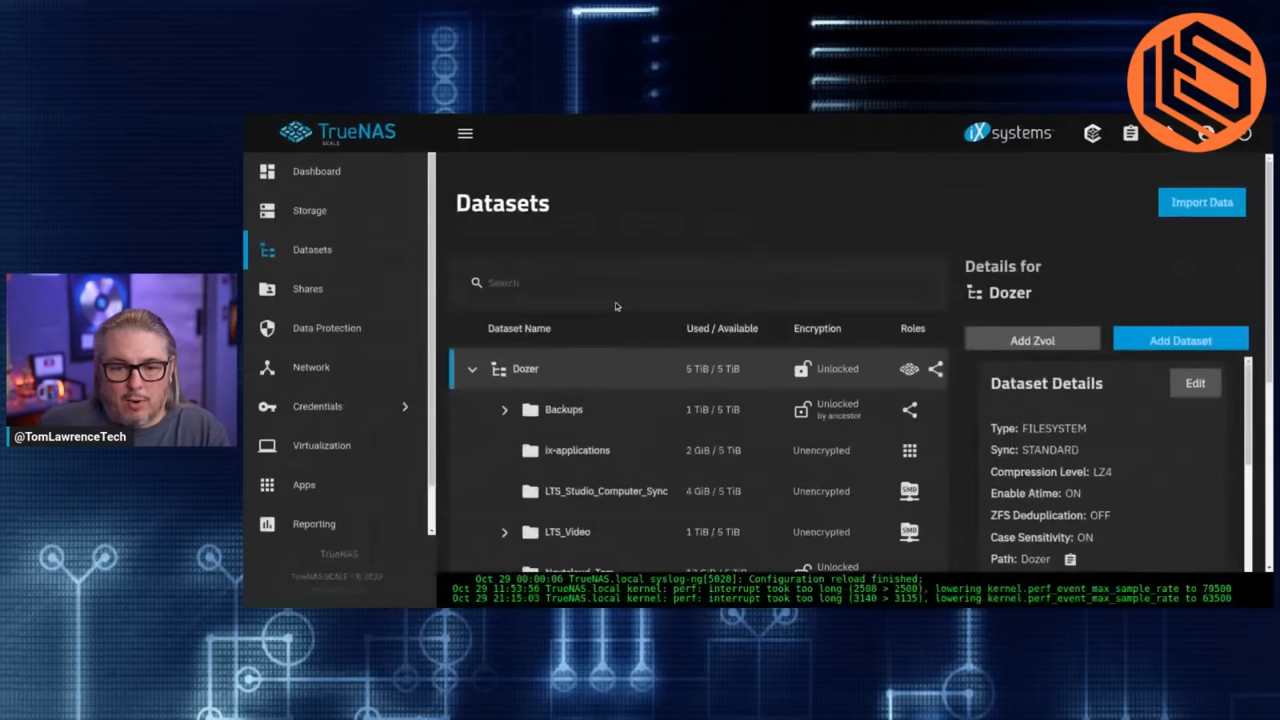 TrueNAS
SCALE
iXsystems
Dashboard
Storage
Datasets
Shares
Data Protection
Network
Credentials
Virtualization
Apps
Reporting
TrueNAS
TrueNAS SCALE ® © 2022
@TomLawrenceTech
Datasets
Import Data
Search
Dataset Name Used / Available Encryption Roles
Dozer 5 TiB / 5 TiB Unlocked
Backups 1 TiB / 5 TiB Unlocked
by ancestor
ix-applications 2 GiB / 5 TiB Unencrypted
LTS_Studio_Computer_Sync 4 GiB / 5 TiB Unencrypted
SMB
LTS_Video 1 TiB / 5 TiB Unencrypted
SMB
Unlocked
Details for
Dozer
Add Zvol
Add Dataset
Dataset Details
Edit
Type: FILESYSTEM
Sync: STANDARD
Compression Level: LZ4
Enable Atime: ON
ZFS Deduplication: OFF
Case Sensitivity: ON
Path: Dozer
Oct 29 00:00:06 TrueNAS.local syslog-ng[5020]: Configuration reload finished;
Oct 29 11:53:56 TrueNAS.local kernel: perf: interrupt took too long (2508 > 2500), lowering kernel.perf_event_max_sample_rate to 79500
Oct 29 21:15:03 TrueNAS.local kernel: perf: interrupt took too long (3140 > 3135), lowering kernel.perf_event_max_sample_rate to 63500